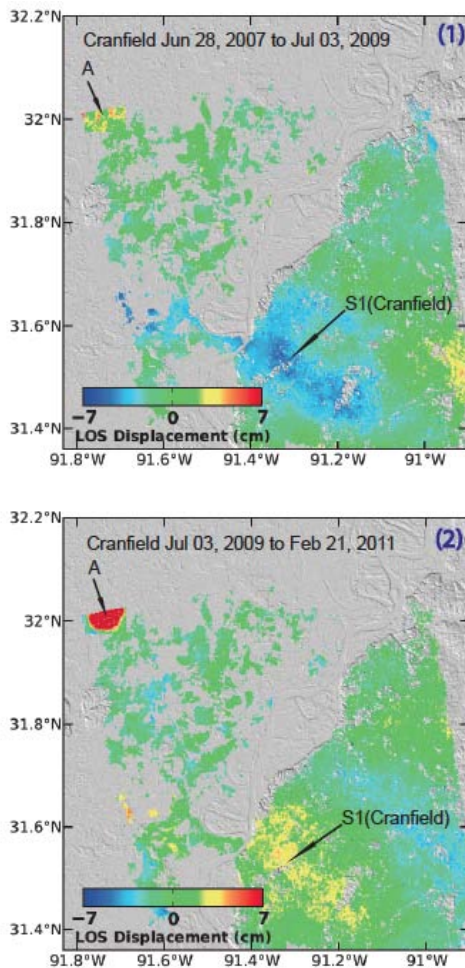 (1)
Cranfield Jun 28, 2007 to Jul 03, 2009
A
32.2°N
32°N
31.8°N
31.6°N
31.4°N
S1(Cranfield)
−7 0 7
LOS Displacement (cm)
91.8°W 91.6°W 91.4°W 91.2°W 91°W
(2)
Cranfield Jul 03, 2009 to Feb 21, 2011
A
32.2°N
32°N
31.8°N
31.6°N
31.4°N
S1(Cranfield)
−7 0 7
LOS Displacement (cm)
91.8°W 91.6°W 91.4°W 91.2°W 91°W